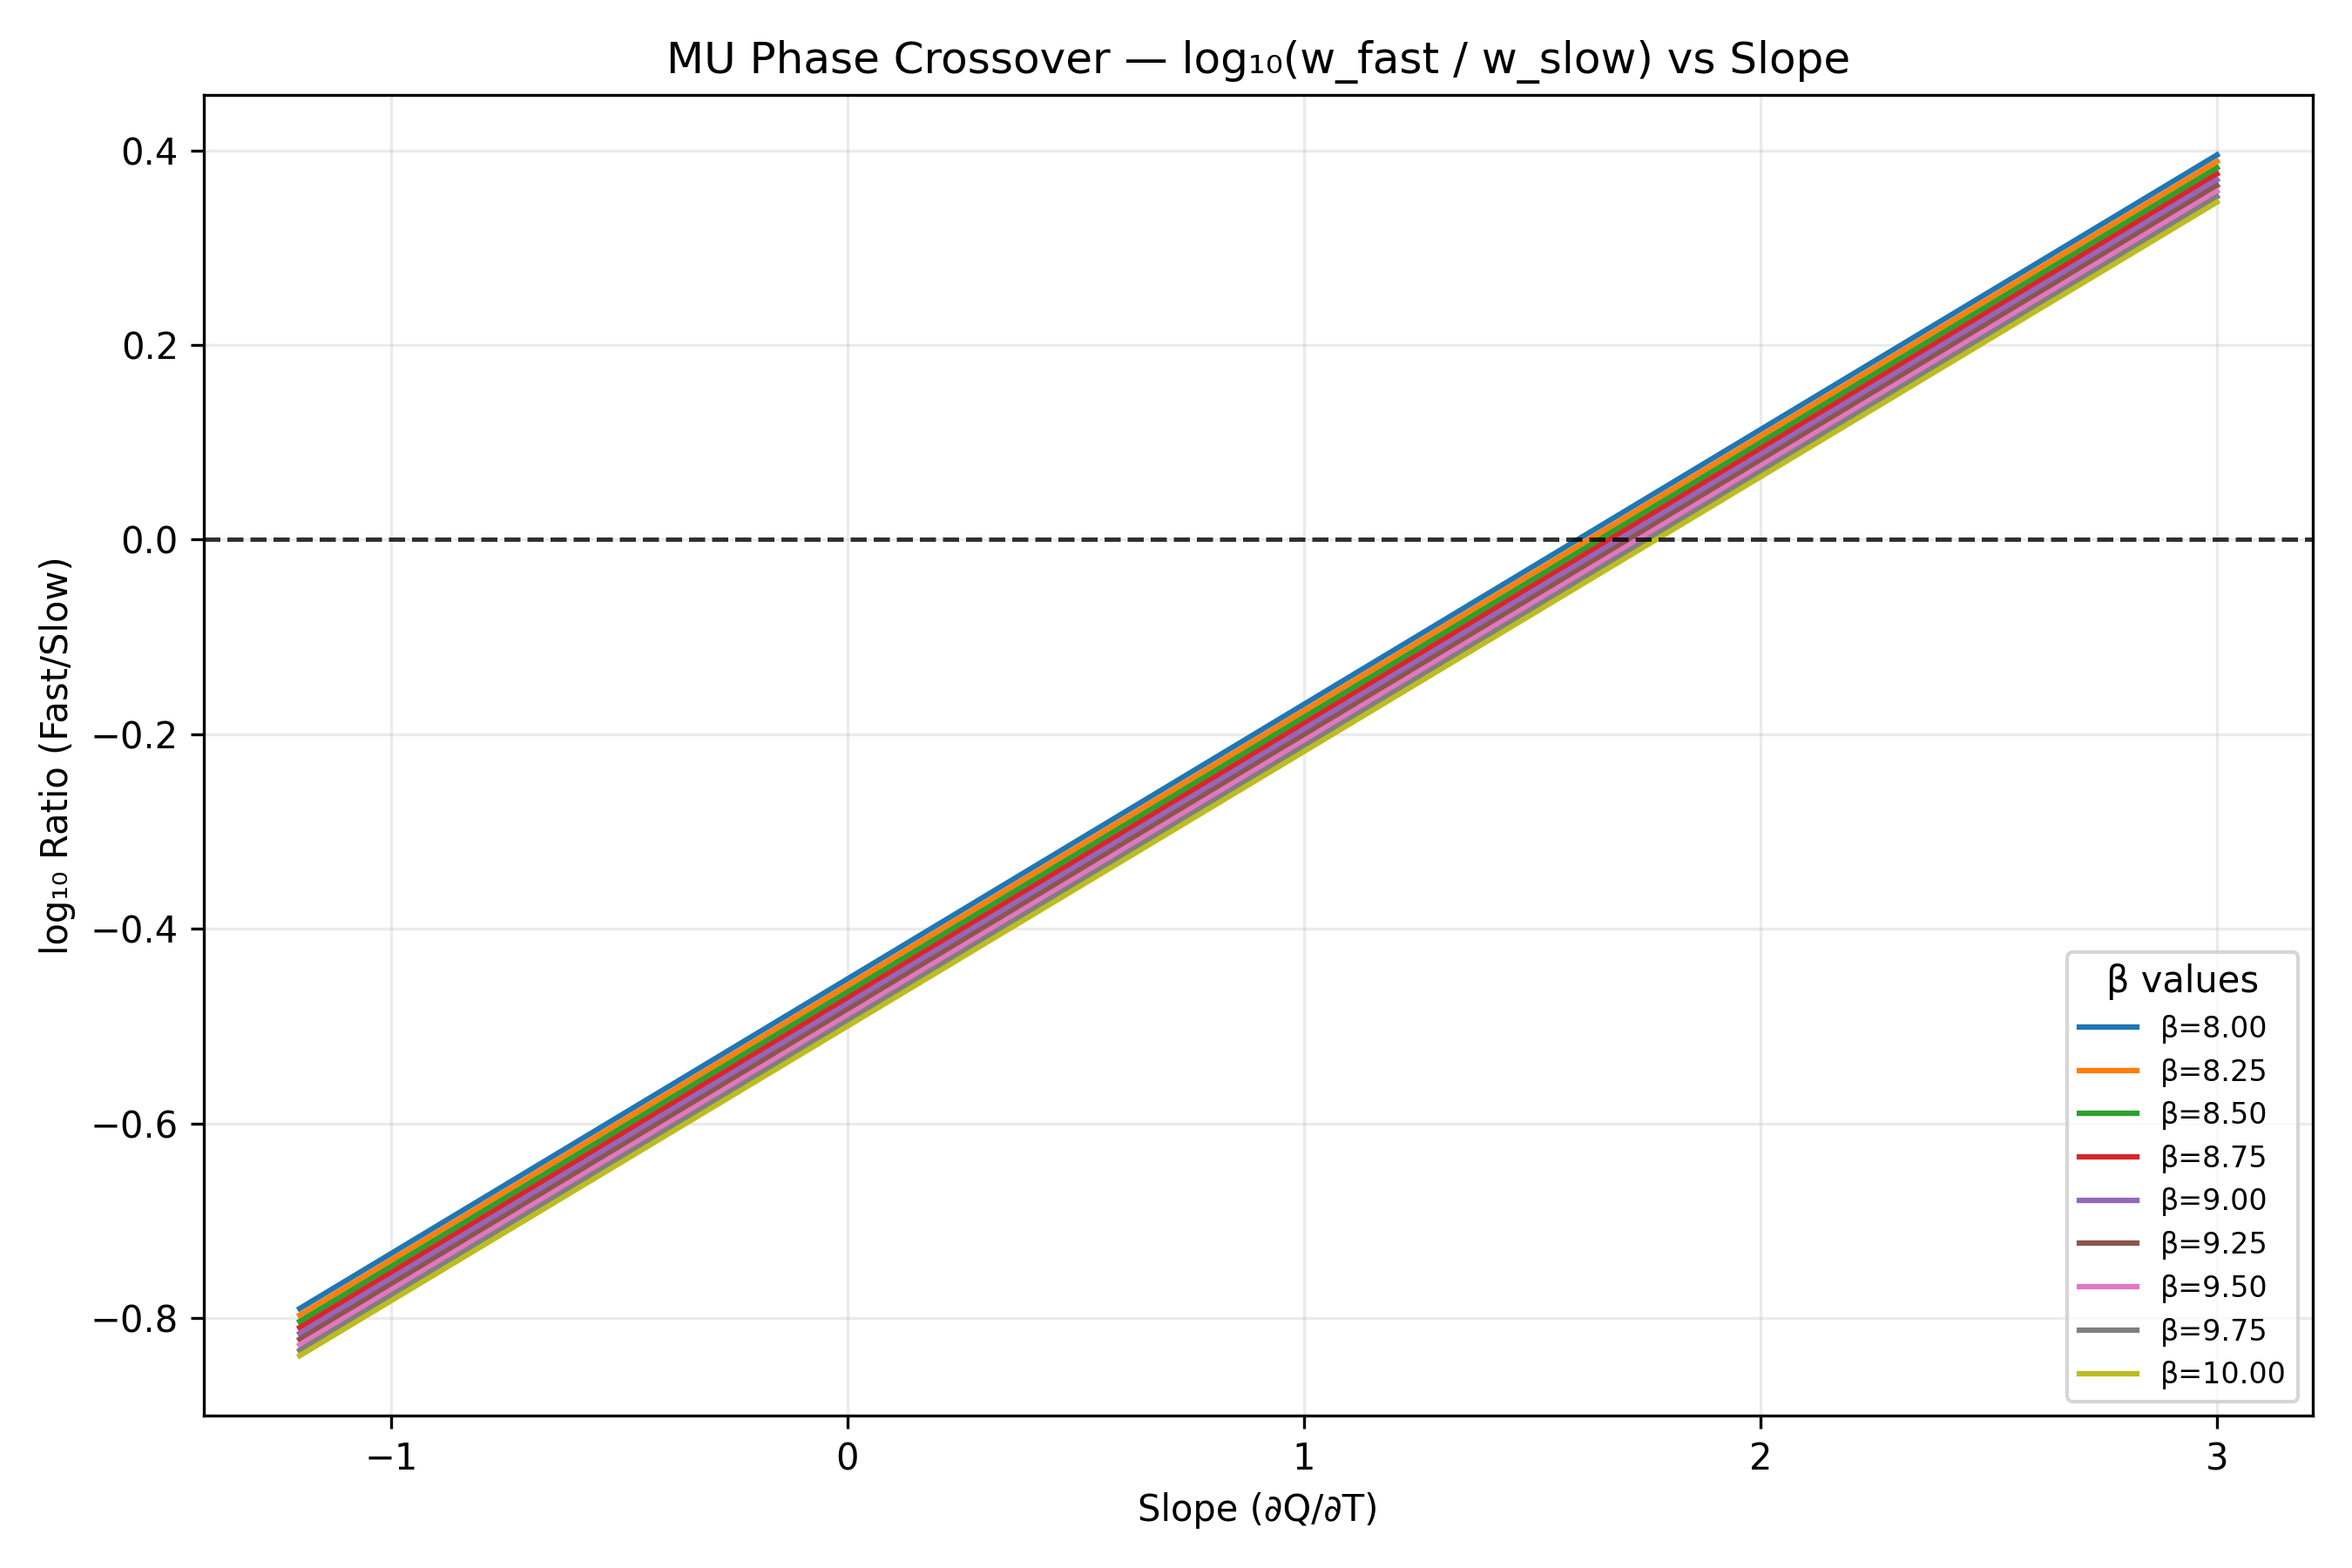 MU Phase Crossover — log₁₀(w_fast / w_slow) vs Slope
log₁₀ Ratio (Fast/Slow)
0.4
0.2
0.0
−0.2
−0.4
−0.6
−0.8
β values
β=8.00
β=8.25
β=8.50
β=8.75
β=9.00
β=9.25
β=9.50
β=9.75
β=10.00
−1
0
1
2
3
Slope (∂Q/∂T)